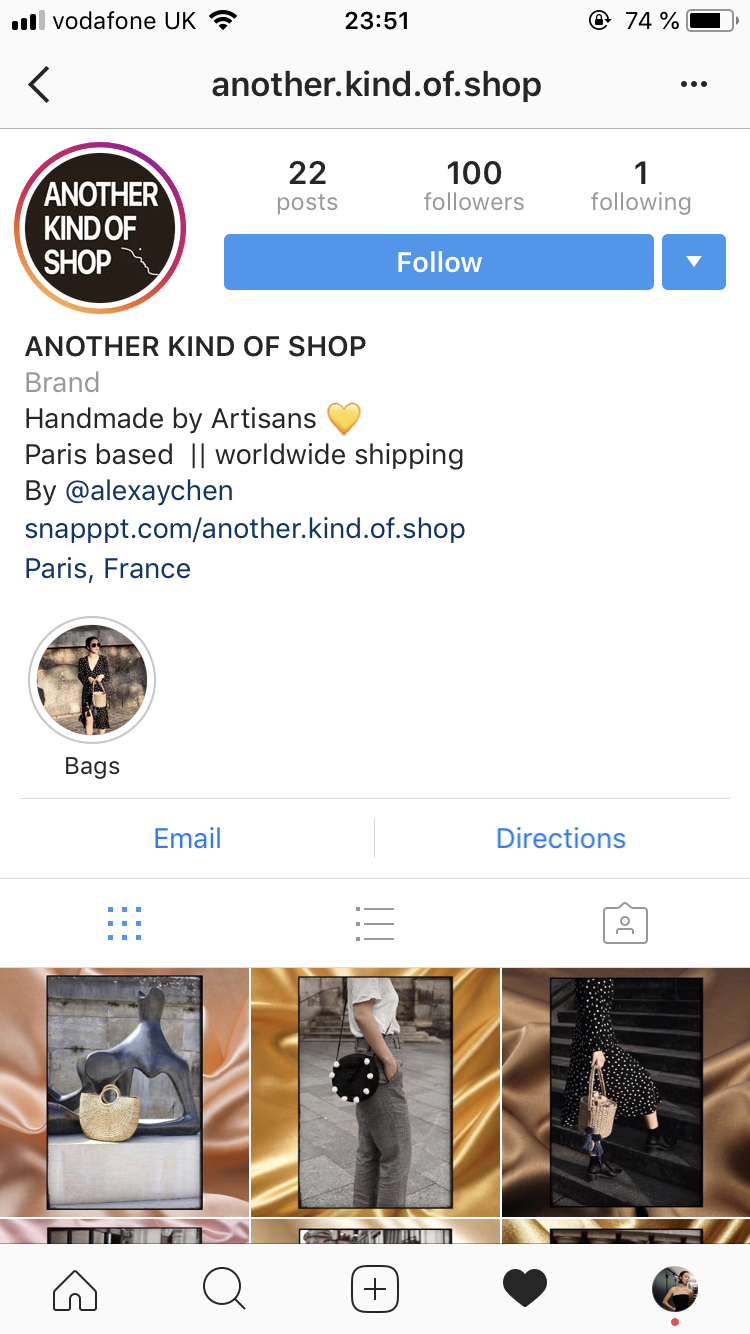 vodafone UK 23:51 74 %
another.kind.of.shop
ANOTHER
KIND OF
SHOP
22 100 1
posts followers following
Follow
ANOTHER KIND OF SHOP
Brand
Handmade by Artisans 💛
Paris based || worldwide shipping
By @alexaychen
snapppt.com/another.kind.of.shop
Paris, France
Bags
Email Directions